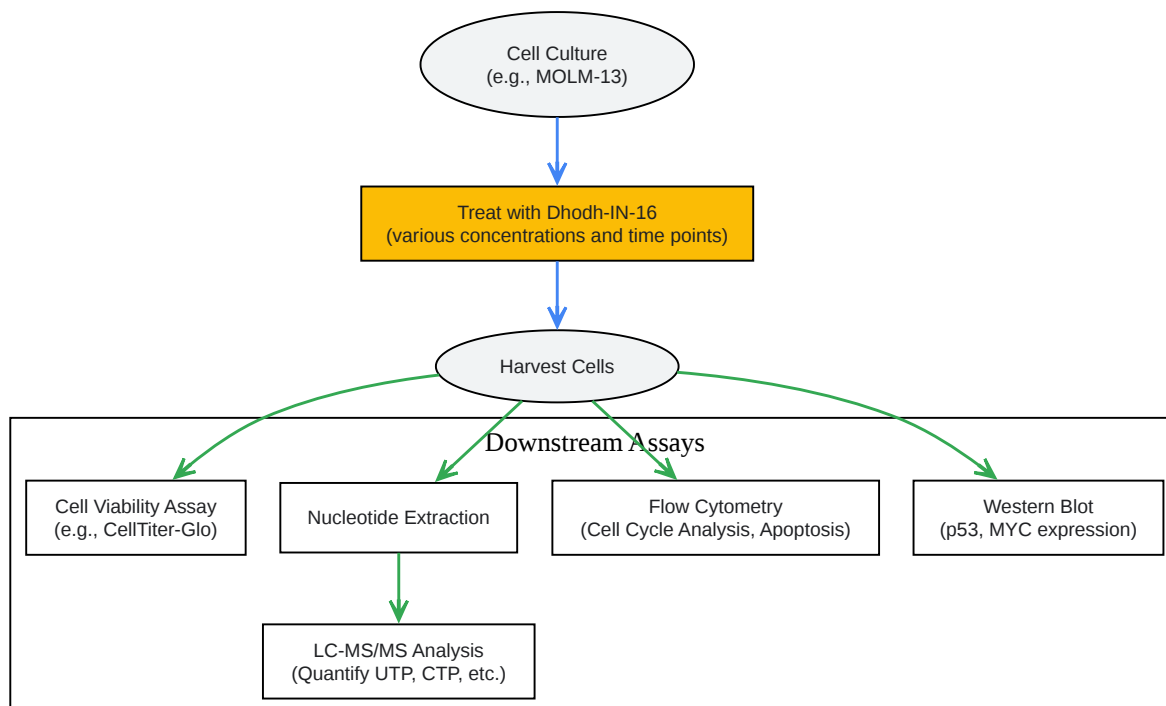 Cell Culture
(e.g., MOLM-13)
Treat with Dhodh-IN-16
(various concentrations and time points)
Harvest Cells
Downstream Assays
Cell Viability Assay
(e.g., CellTiter-Glo)
Nucleotide Extraction
Flow Cytometry
(Cell Cycle Analysis, Apoptosis)
Western Blot
(p53, MYC expression)
LC-MS/MS Analysis
(Quantify UTP, CTP, etc.)